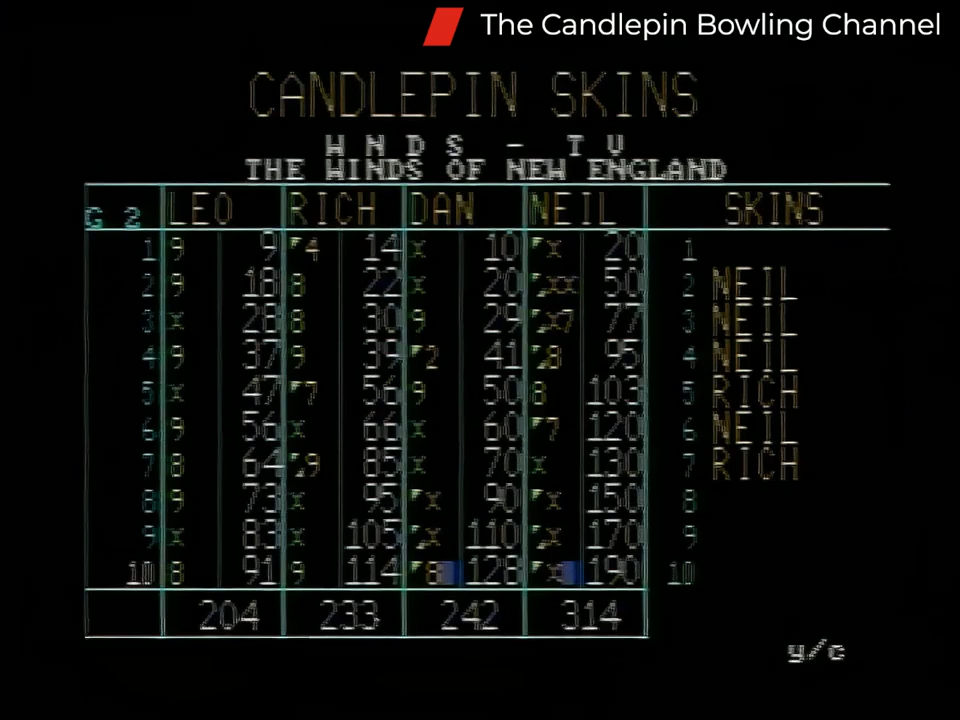 The Candlepin Bowling Channel
CANDLEPIN SKINS
W N D S - T V
THE WINDS OF NEW ENGLAND
G 2 LEO RICH DAN NEIL SKINS
1 9 9 ◤4 14 x 10 ◤x 20 1
2 9 18 8 22 x 20 ◤xx 50 2 NEIL
3 x 28 8 30 9 29 ◤x7 77 3 NEIL
4 9 37 9 39 ◤2 41 ◤8 95 4 NEIL
5 x 47 ◤7 56 9 50 8 103 5 RICH
6 9 56 x 66 x 60 ◤7 120 6 NEIL
7 8 64 ◤9 85 x 70 x 130 7 RICH
8 9 73 x 95 ◤x 90 ◤x 150 8
9 x 83 x 105 ◤x 110 ◤x 170 9
10 8 91 9 114 ◤8 128 ◤x 190 10
204 233 242 314
y/c